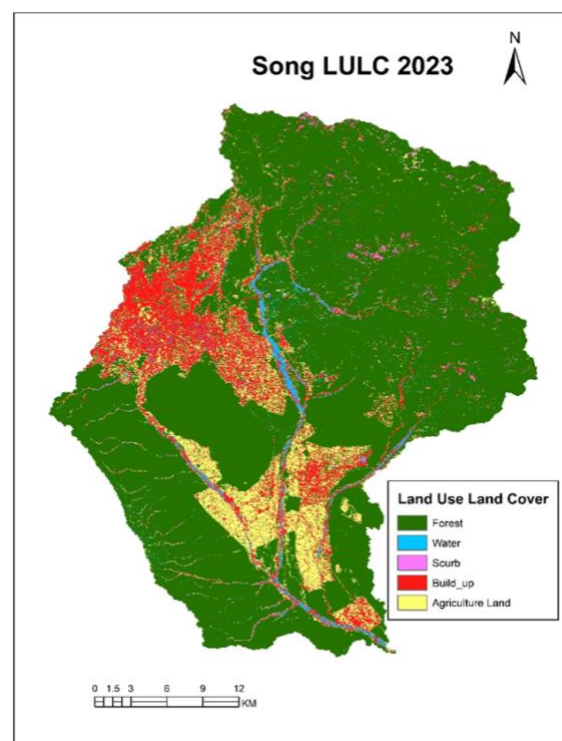 N
Song LULC 2023
Land Use Land Cover
Forest
Water
Scurb
Build_up
Agriculture Land
0 1.5 3 6 9 12
KM